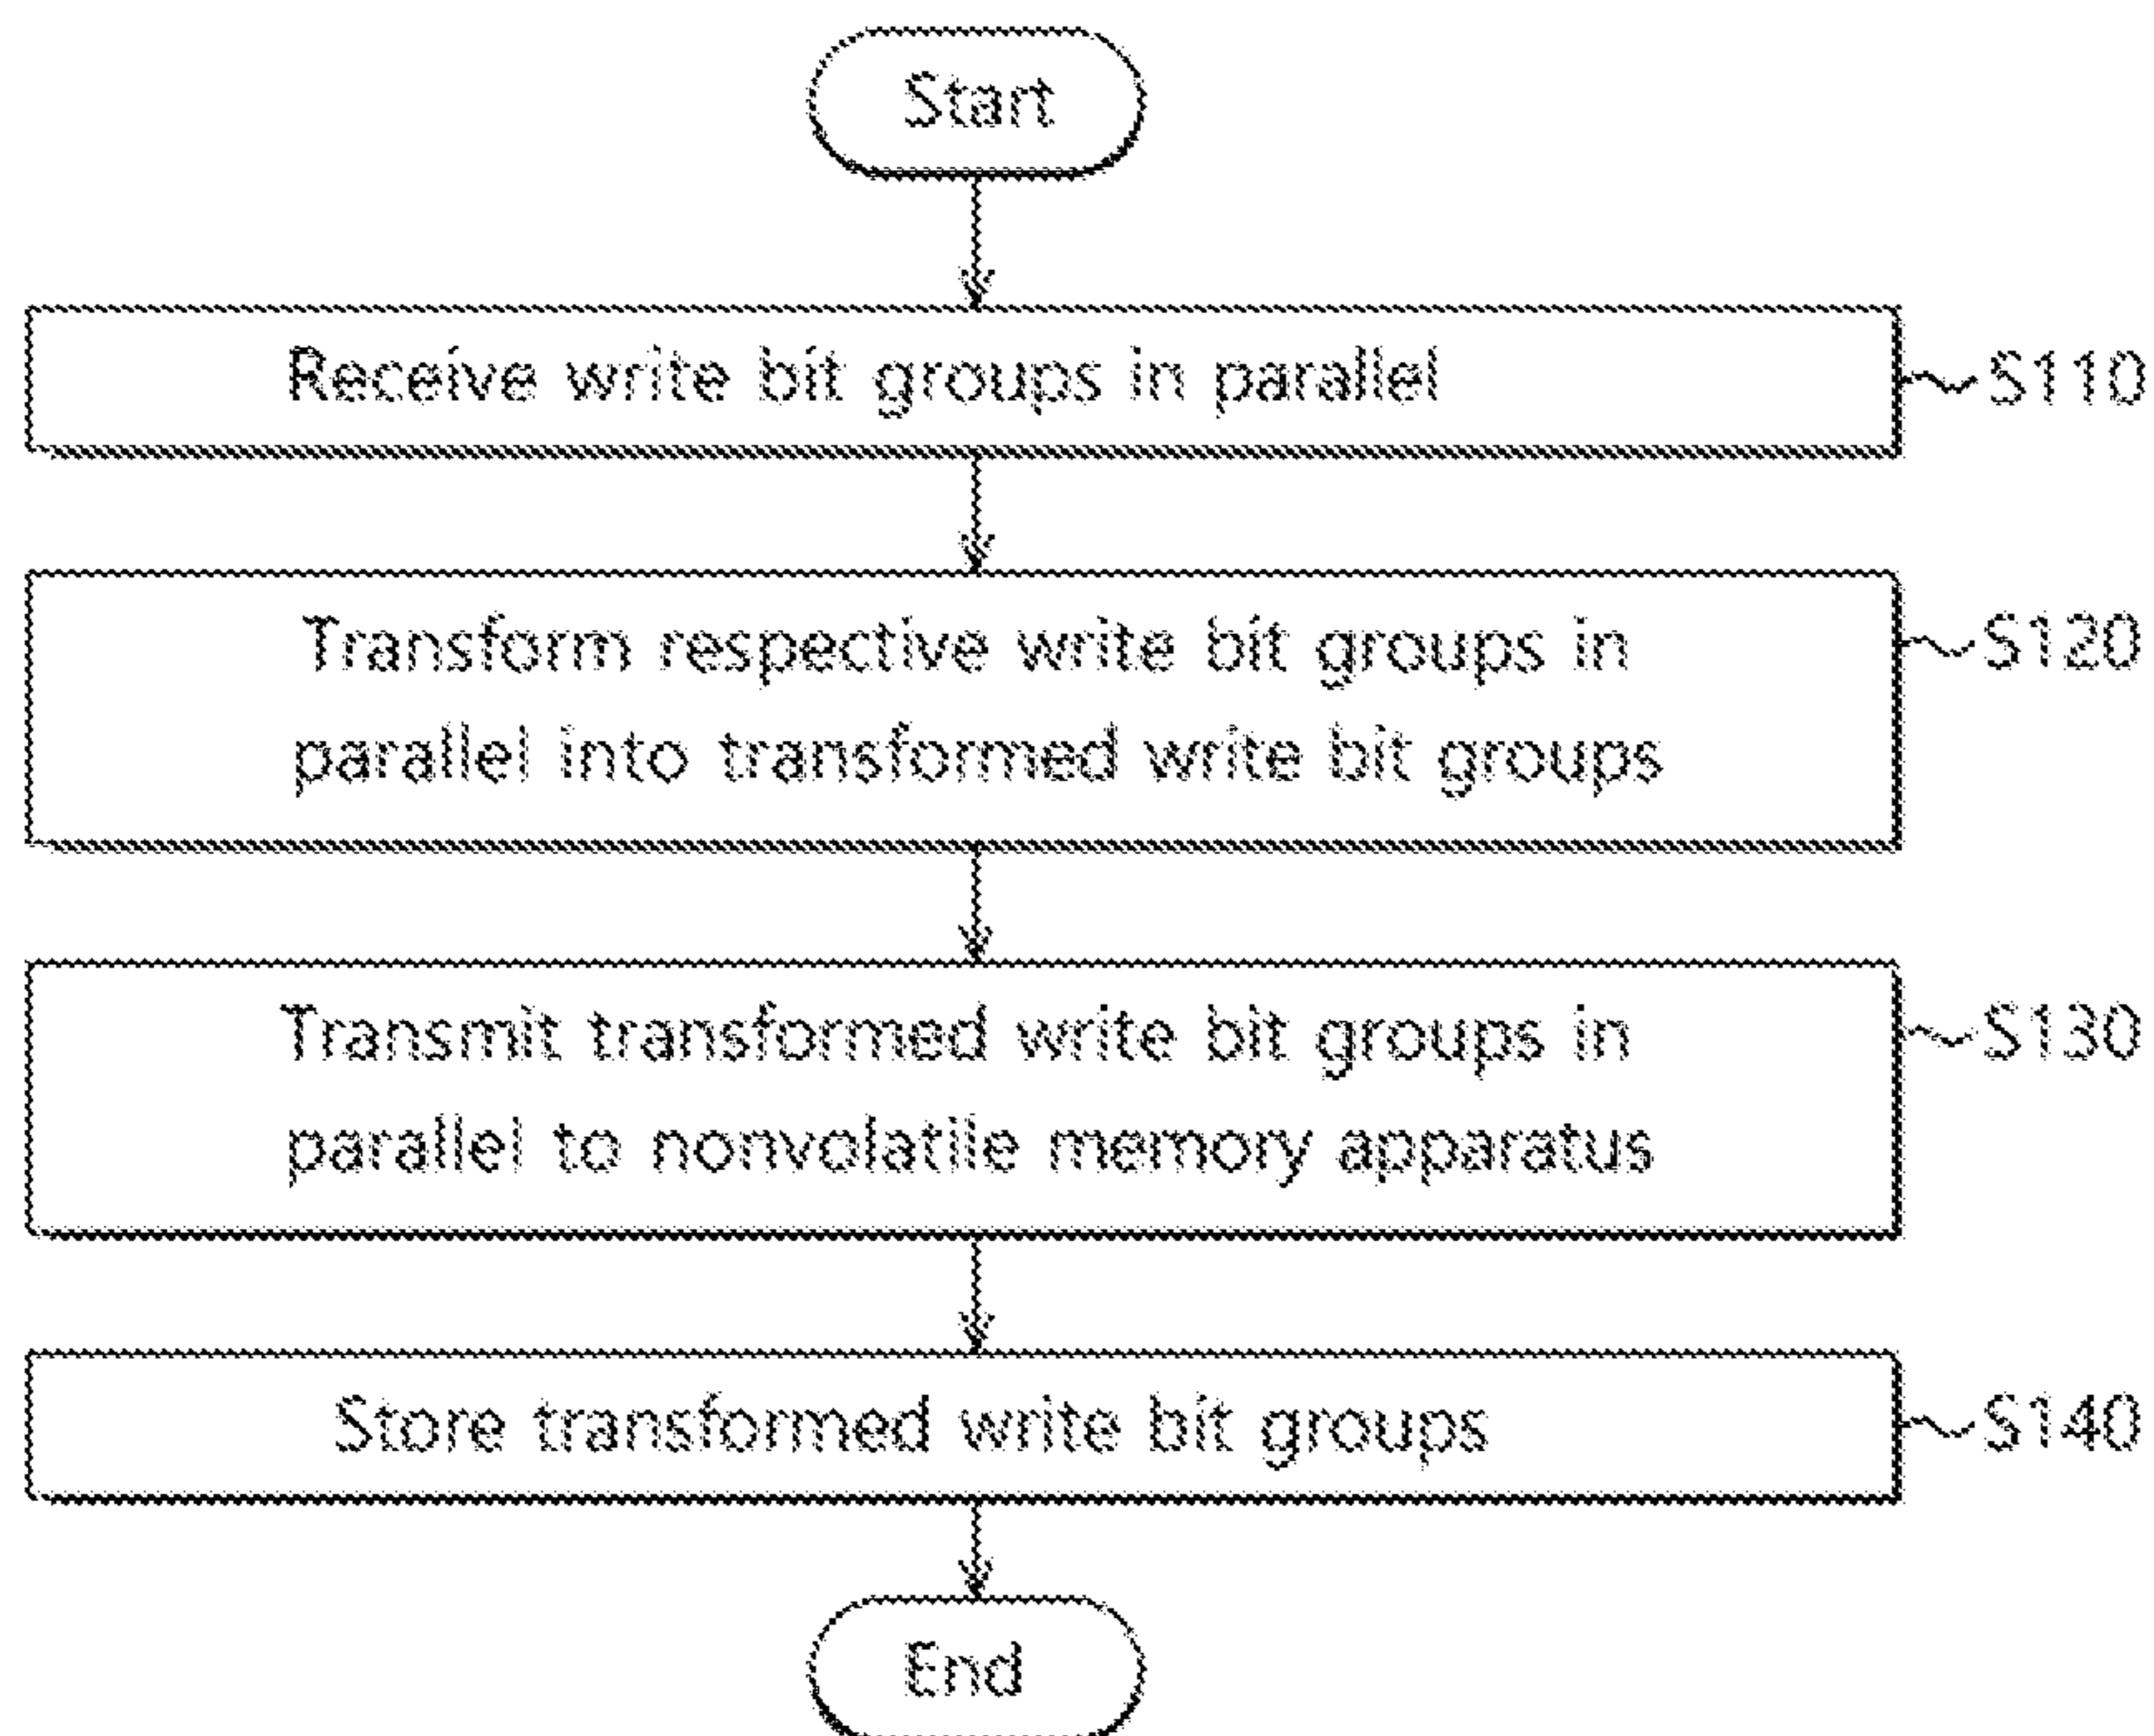 Start
Receive write bit groups in parallel
S110
Transform respective write bit groups in
S120
parallel into transformed write bit groups
Transmit transformed write bit groups in
S130
parallel to nonvolatile memory apparatus
Store transformed write bit groups
S140
End